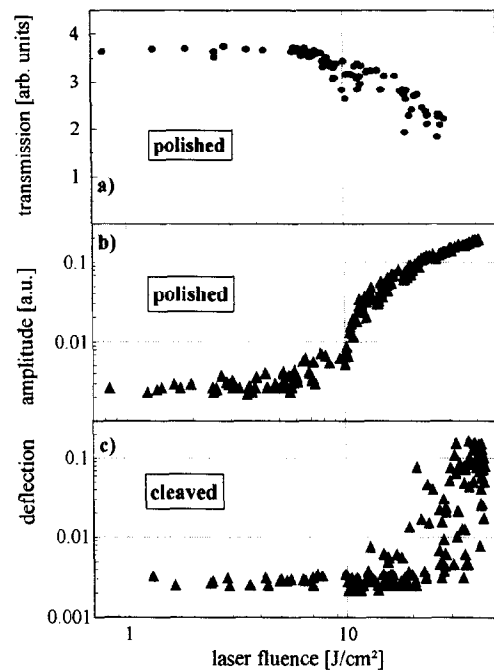 transmission [arb. units]
4
3
2
1
polished
a)
b)
amplitude [a.u.]
0.1
0.01
polished
c)
deflection
0.1
0.01
0.001
cleaved
1
10
laser fluence [J/cm²]